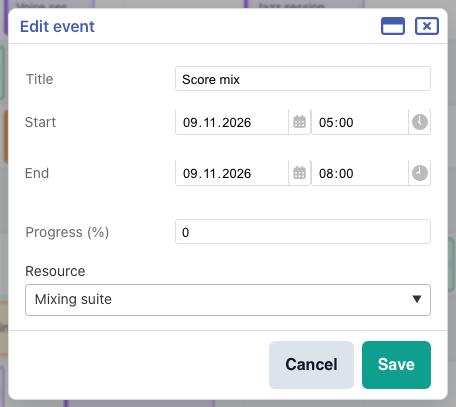 Edit event
Title
Score mix
Start
09.11.2026
05:00
End
09.11.2026
08:00
Progress (%)
0
Resource
Mixing suite
Cancel
Save